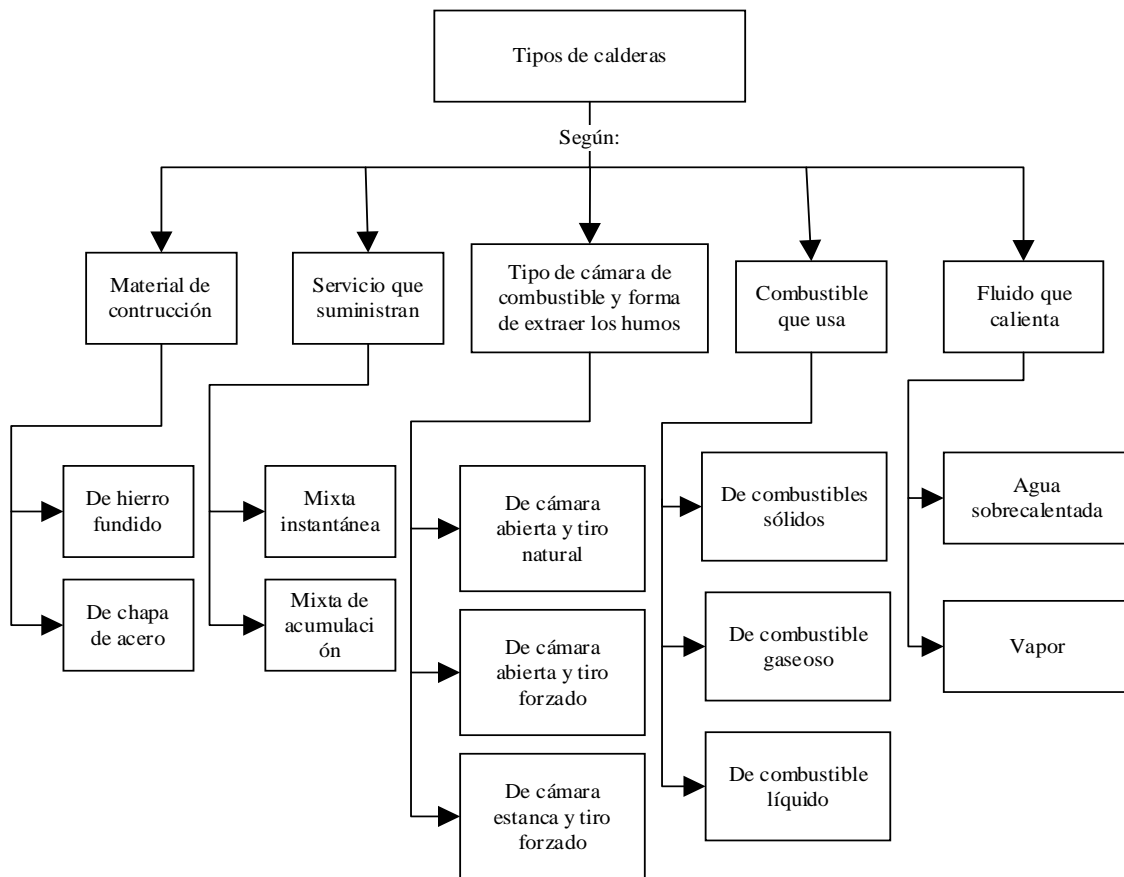 Tipos de calderas
Según:
Material de
contrucción
Servicio que
suministran
Tipo de cámara de
combustible y forma
de extraer los humos
Combustible
que usa
Fluido que
calienta
De hierro
fundido
De chapa
de acero
Mixta
instantánea
Mixta de
acumulaci
ón
De cámara
abierta y tiro
natural
De cámara
abierta y tiro
forzado
De cámara
estanca y tiro
forzado
De combustibles
sólidos
De combustible
gaseoso
De combustible
líquido
Agua
sobrecalentada
Vapor